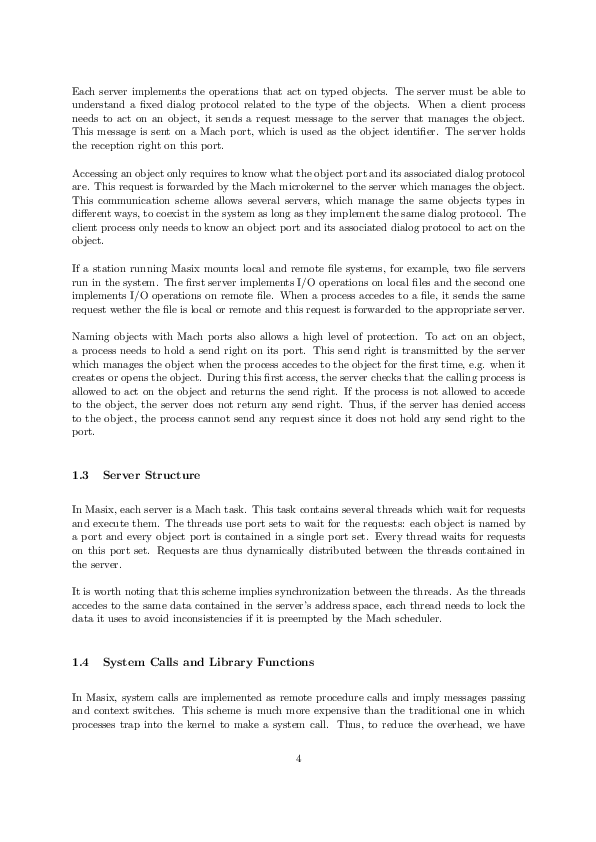 Each server implements the operations that act on typed objects. The server must be able to
understand a fixed dialog protocol related to the type of the objects. When a client process
needs to act on an object, it sends a request message to the server that manages the object.
This message is sent on a Mach port, which is used as the object identifier. The server holds
the reception right on this port.
Accessing an object only requires to know what the object port and its associated dialog protocol
are. This request is forwarded by the Mach microkernel to the server which manages the object.
This communication scheme allows several servers, which manage the same objects types in
different ways, to coexist in the system as long as they implement the same dialog protocol. The
client process only needs to know an object port and its associated dialog protocol to act on the
object.
If a station running Masix mounts local and remote file systems, for example, two file servers
run in the system. The first server implements I/O operations on local files and the second one
implements I/O operations on remote file. When a process accedes to a file, it sends the same
request wether the file is local or remote and this request is forwarded to the appropriate server.
Naming objects with Mach ports also allows a high level of protection. To act on an object,
a process needs to hold a send right on its port. This send right is transmitted by the server
which manages the object when the process accedes to the object for the first time, e.g. when it
creates or opens the object. During this first access, the server checks that the calling process is
allowed to act on the object and returns the send right. If the process is not allowed to accede
to the object, the server does not return any send right. Thus, if the server has denied access
to the object, the process cannot send any request since it does not hold any send right to the
port.
1.3 Server Structure
In Masix, each server is a Mach task. This task contains several threads which wait for requests
and execute them. The threads use port sets to wait for the requests: each object is named by
a port and every object port is contained in a single port set. Every thread waits for requests
on this port set. Requests are thus dynamically distributed between the threads contained in
the server.
It is worth noting that this scheme implies synchronization between the threads. As the threads
accedes to the same data contained in the server's address space, each thread needs to lock the
data it uses to avoid inconsistencies if it is preempted by the Mach scheduler.
1.4 System Calls and Library Functions
In Masix, system calls are implemented as remote procedure calls and imply messages passing
and context switches. This scheme is much more expensive than the traditional one in which
processes trap into the kernel to make a system call. Thus, to reduce the overhead, we have
4